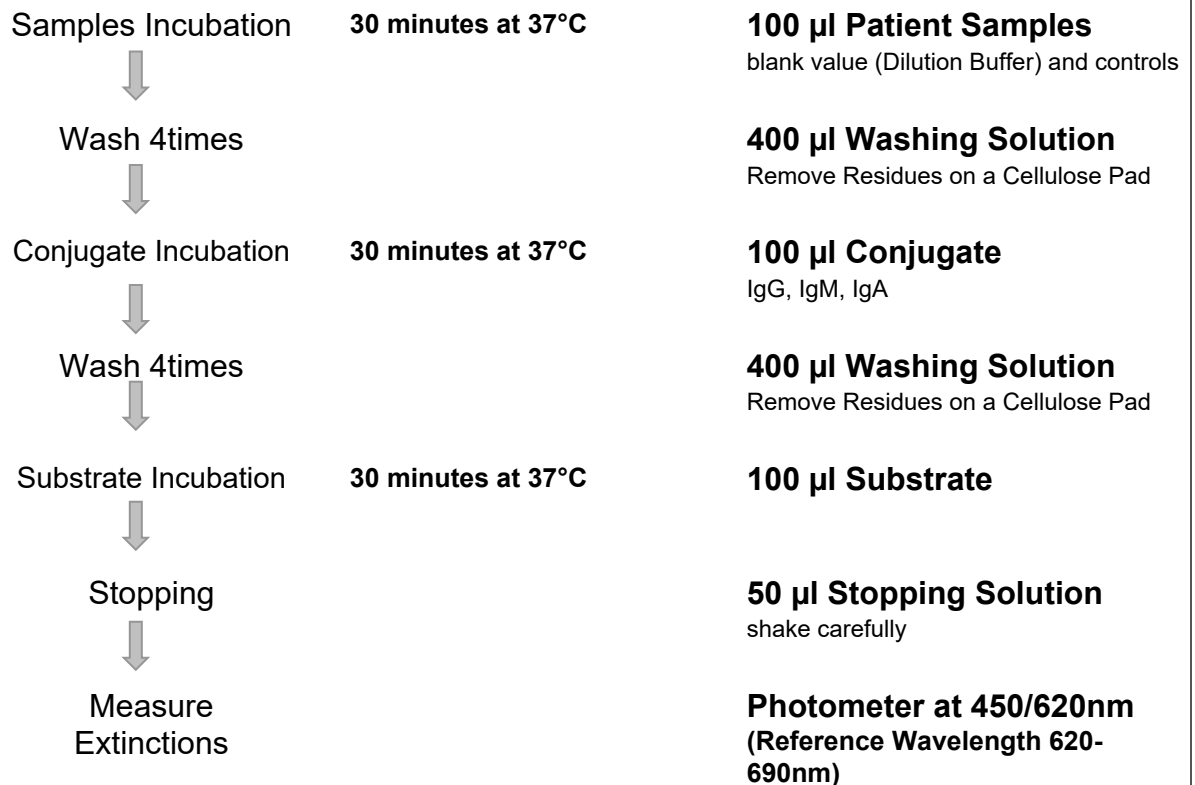 Samples Incubation 30 minutes at 37°C 100 µl Patient Samples
blank value (Dilution Buffer) and controls
Wash 4times 400 µl Washing Solution
Remove Residues on a Cellulose Pad
Conjugate Incubation 30 minutes at 37°C 100 µl Conjugate
IgG, IgM, IgA
Wash 4times 400 µl Washing Solution
Remove Residues on a Cellulose Pad
Substrate Incubation 30 minutes at 37°C 100 µl Substrate
Stopping 50 µl Stopping Solution
shake carefully
Measure Photometer at 450/620nm
Extinctions (Reference Wavelength 620-
690nm)